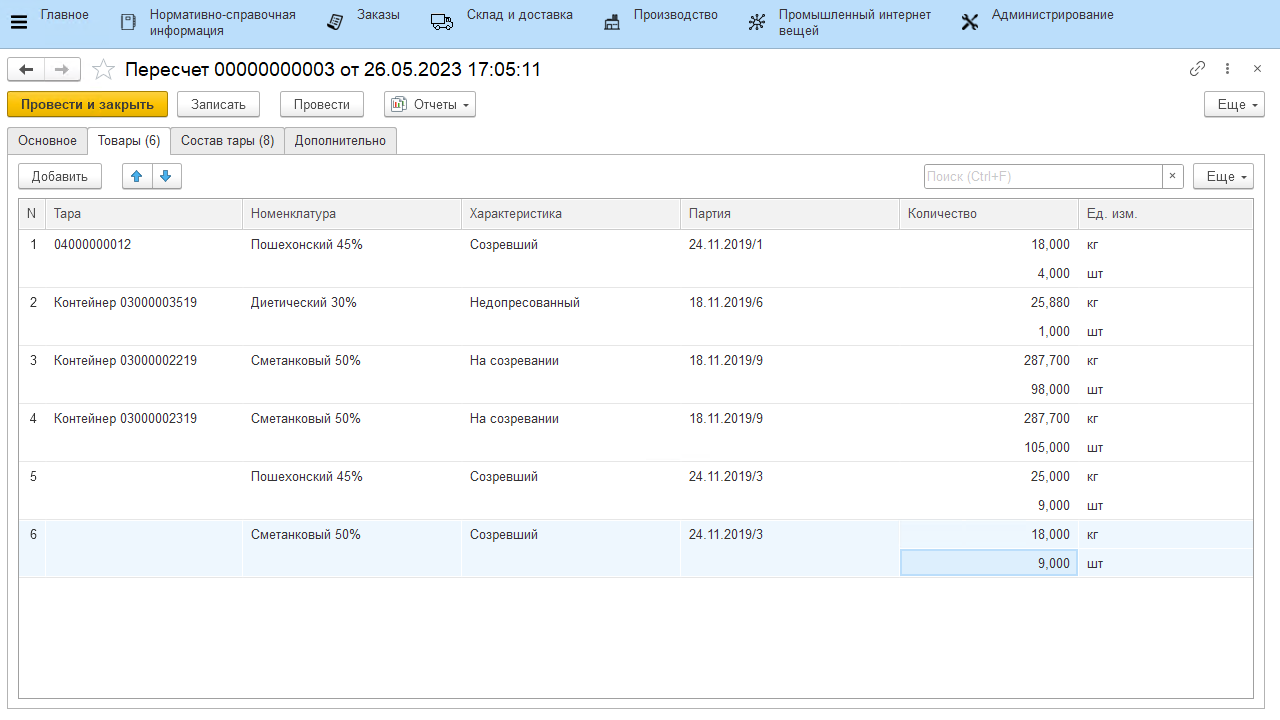 Главное
Нормативно-справочная
информация
Заказы
Склад и доставка
Производство
Промышленный интернет
вещей
Администрирование
Пересчет 00000000003 от 26.05.2023 17:05:11
Провести и закрыть
Записать
Провести
Отчеты
Еще
Основное
Товары (6)
Состав тары (8)
Дополнительно
Добавить
Поиск (Ctrl+F)
×
Еще
N Тара Номенклатура Характеристика Партия Количество Ед. изм.
1 04000000012 Пошехонский 45% Созревший 24.11.2019/1 18,000 кг
4,000 шт
2 Контейнер 03000003519 Диетический 30% Недопресованный 18.11.2019/6 25,880 кг
1,000 шт
3 Контейнер 03000002219 Сметанковый 50% На созревании 18.11.2019/9 287,700 кг
98,000 шт
4 Контейнер 03000002319 Сметанковый 50% На созревании 18.11.2019/9 287,700 кг
105,000 шт
5 Пошехонский 45% Созревший 24.11.2019/3 25,000 кг
9,000 шт
6 Сметанковый 50% Созревший 24.11.2019/3 18,000 кг
9,000 шт